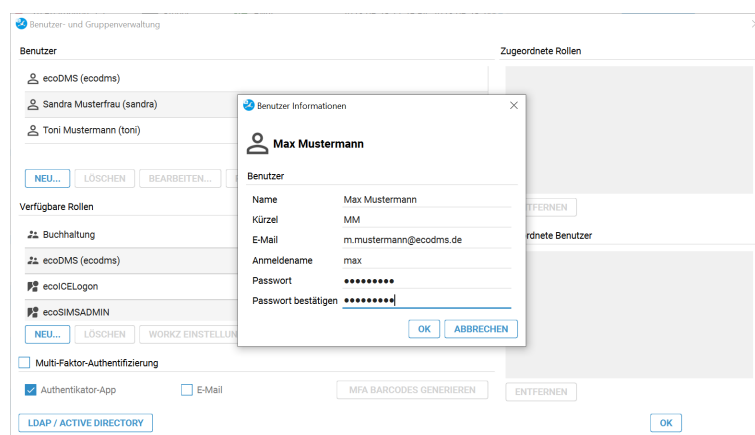 Benutzer- und Gruppenverwaltung
Benutzer
Zugeordnete Rollen
ecoDMS (ecodms)
Sandra Musterfrau (sandra)
Toni Mustermann (toni)
NEU...
LÖSCHEN
BEARBEITEN...
Verfügbare Rollen
Buchhaltung
ecoDMS (ecodms)
ecoICELogon
ecoSIMSADMIN
NEU...
LÖSCHEN
WORKZ EINSTELLUN
Multi-Faktor-Authentifizierung
Authentikator-App
E-Mail
MFA BARCODES GENERIEREN
LDAP / ACTIVE DIRECTORY
Benutzer Informationen
Max Mustermann
Benutzer
Name Max Mustermann
Kürzel MM
E-Mail m.mustermann@ecodms.de
Anmeldename max
Passwort •••••••••
Passwort bestätigen •••••••••
OK ABBRECHEN
TFERNEN
rdnete Benutzer
ENTFERNEN
OK